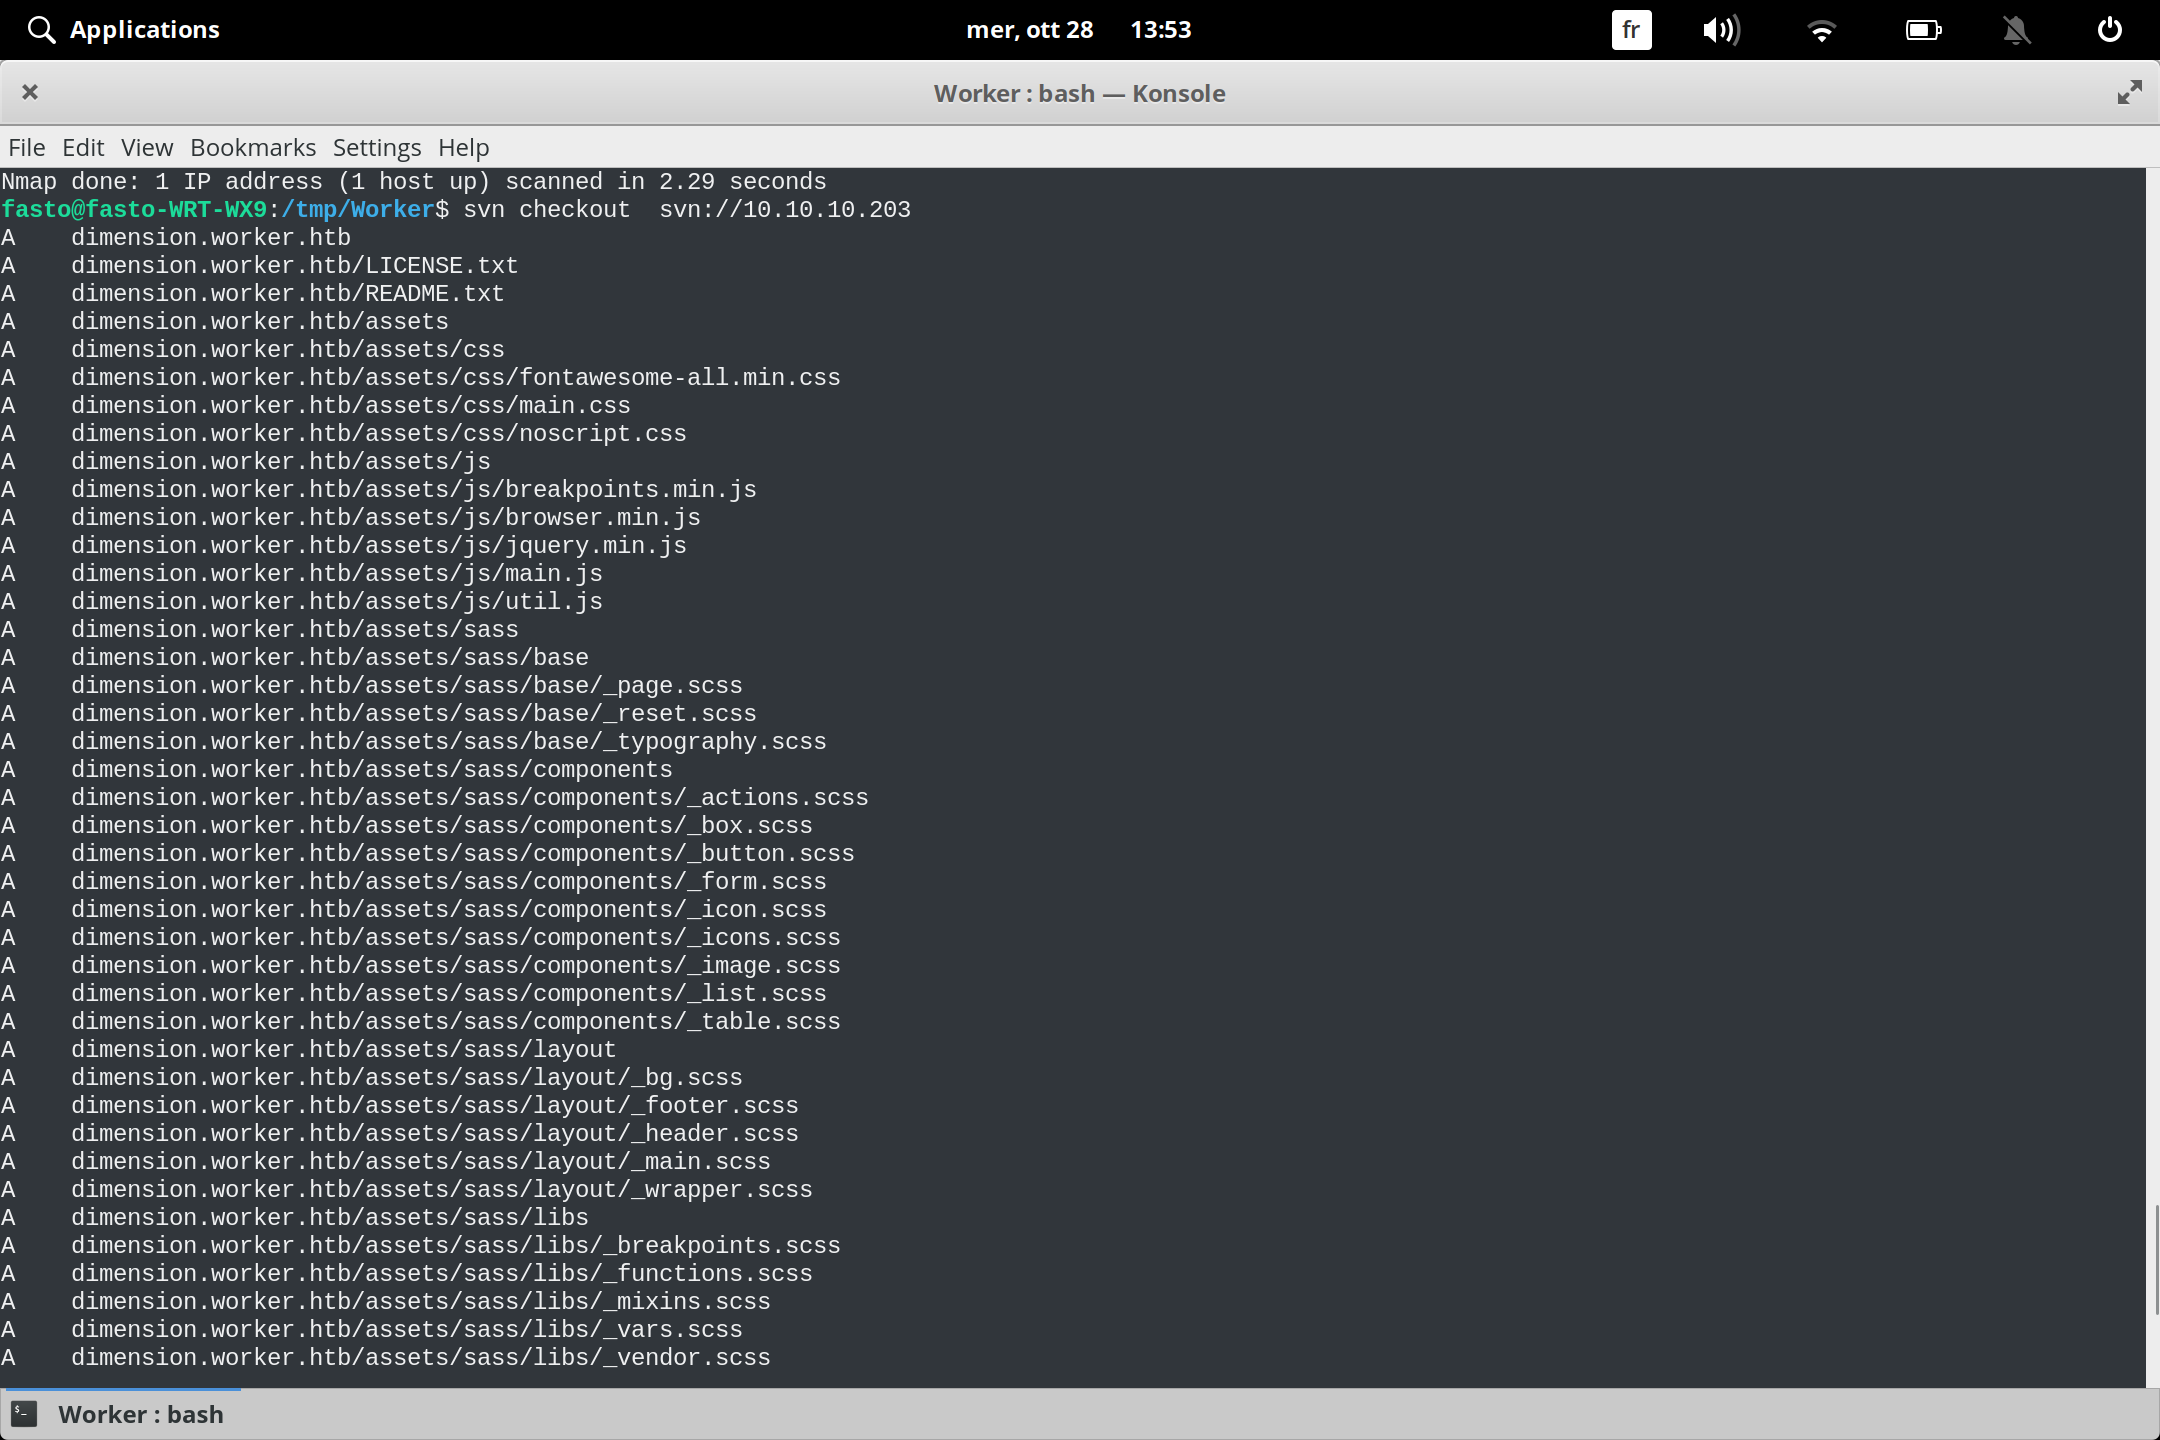 Applications mer, ott 28 13:53 fr
Worker : bash — Konsole
File Edit View Bookmarks Settings Help
Nmap done: 1 IP address (1 host up) scanned in 2.29 seconds
fasto@fasto-WRT-WX9:/tmp/Worker$ svn checkout  svn://10.10.10.203
A    dimension.worker.htb
A    dimension.worker.htb/LICENSE.txt
A    dimension.worker.htb/README.txt
A    dimension.worker.htb/assets
A    dimension.worker.htb/assets/css
A    dimension.worker.htb/assets/css/fontawesome-all.min.css
A    dimension.worker.htb/assets/css/main.css
A    dimension.worker.htb/assets/css/noscript.css
A    dimension.worker.htb/assets/js
A    dimension.worker.htb/assets/js/breakpoints.min.js
A    dimension.worker.htb/assets/js/browser.min.js
A    dimension.worker.htb/assets/js/jquery.min.js
A    dimension.worker.htb/assets/js/main.js
A    dimension.worker.htb/assets/js/util.js
A    dimension.worker.htb/assets/sass
A    dimension.worker.htb/assets/sass/base
A    dimension.worker.htb/assets/sass/base/_page.scss
A    dimension.worker.htb/assets/sass/base/_reset.scss
A    dimension.worker.htb/assets/sass/base/_typography.scss
A    dimension.worker.htb/assets/sass/components
A    dimension.worker.htb/assets/sass/components/_actions.scss
A    dimension.worker.htb/assets/sass/components/_box.scss
A    dimension.worker.htb/assets/sass/components/_button.scss
A    dimension.worker.htb/assets/sass/components/_form.scss
A    dimension.worker.htb/assets/sass/components/_icon.scss
A    dimension.worker.htb/assets/sass/components/_icons.scss
A    dimension.worker.htb/assets/sass/components/_image.scss
A    dimension.worker.htb/assets/sass/components/_list.scss
A    dimension.worker.htb/assets/sass/components/_table.scss
A    dimension.worker.htb/assets/sass/layout
A    dimension.worker.htb/assets/sass/layout/_bg.scss
A    dimension.worker.htb/assets/sass/layout/_footer.scss
A    dimension.worker.htb/assets/sass/layout/_header.scss
A    dimension.worker.htb/assets/sass/layout/_main.scss
A    dimension.worker.htb/assets/sass/layout/_wrapper.scss
A    dimension.worker.htb/assets/sass/libs
A    dimension.worker.htb/assets/sass/libs/_breakpoints.scss
A    dimension.worker.htb/assets/sass/libs/_functions.scss
A    dimension.worker.htb/assets/sass/libs/_mixins.scss
A    dimension.worker.htb/assets/sass/libs/_vars.scss
A    dimension.worker.htb/assets/sass/libs/_vendor.scss
Worker : bash